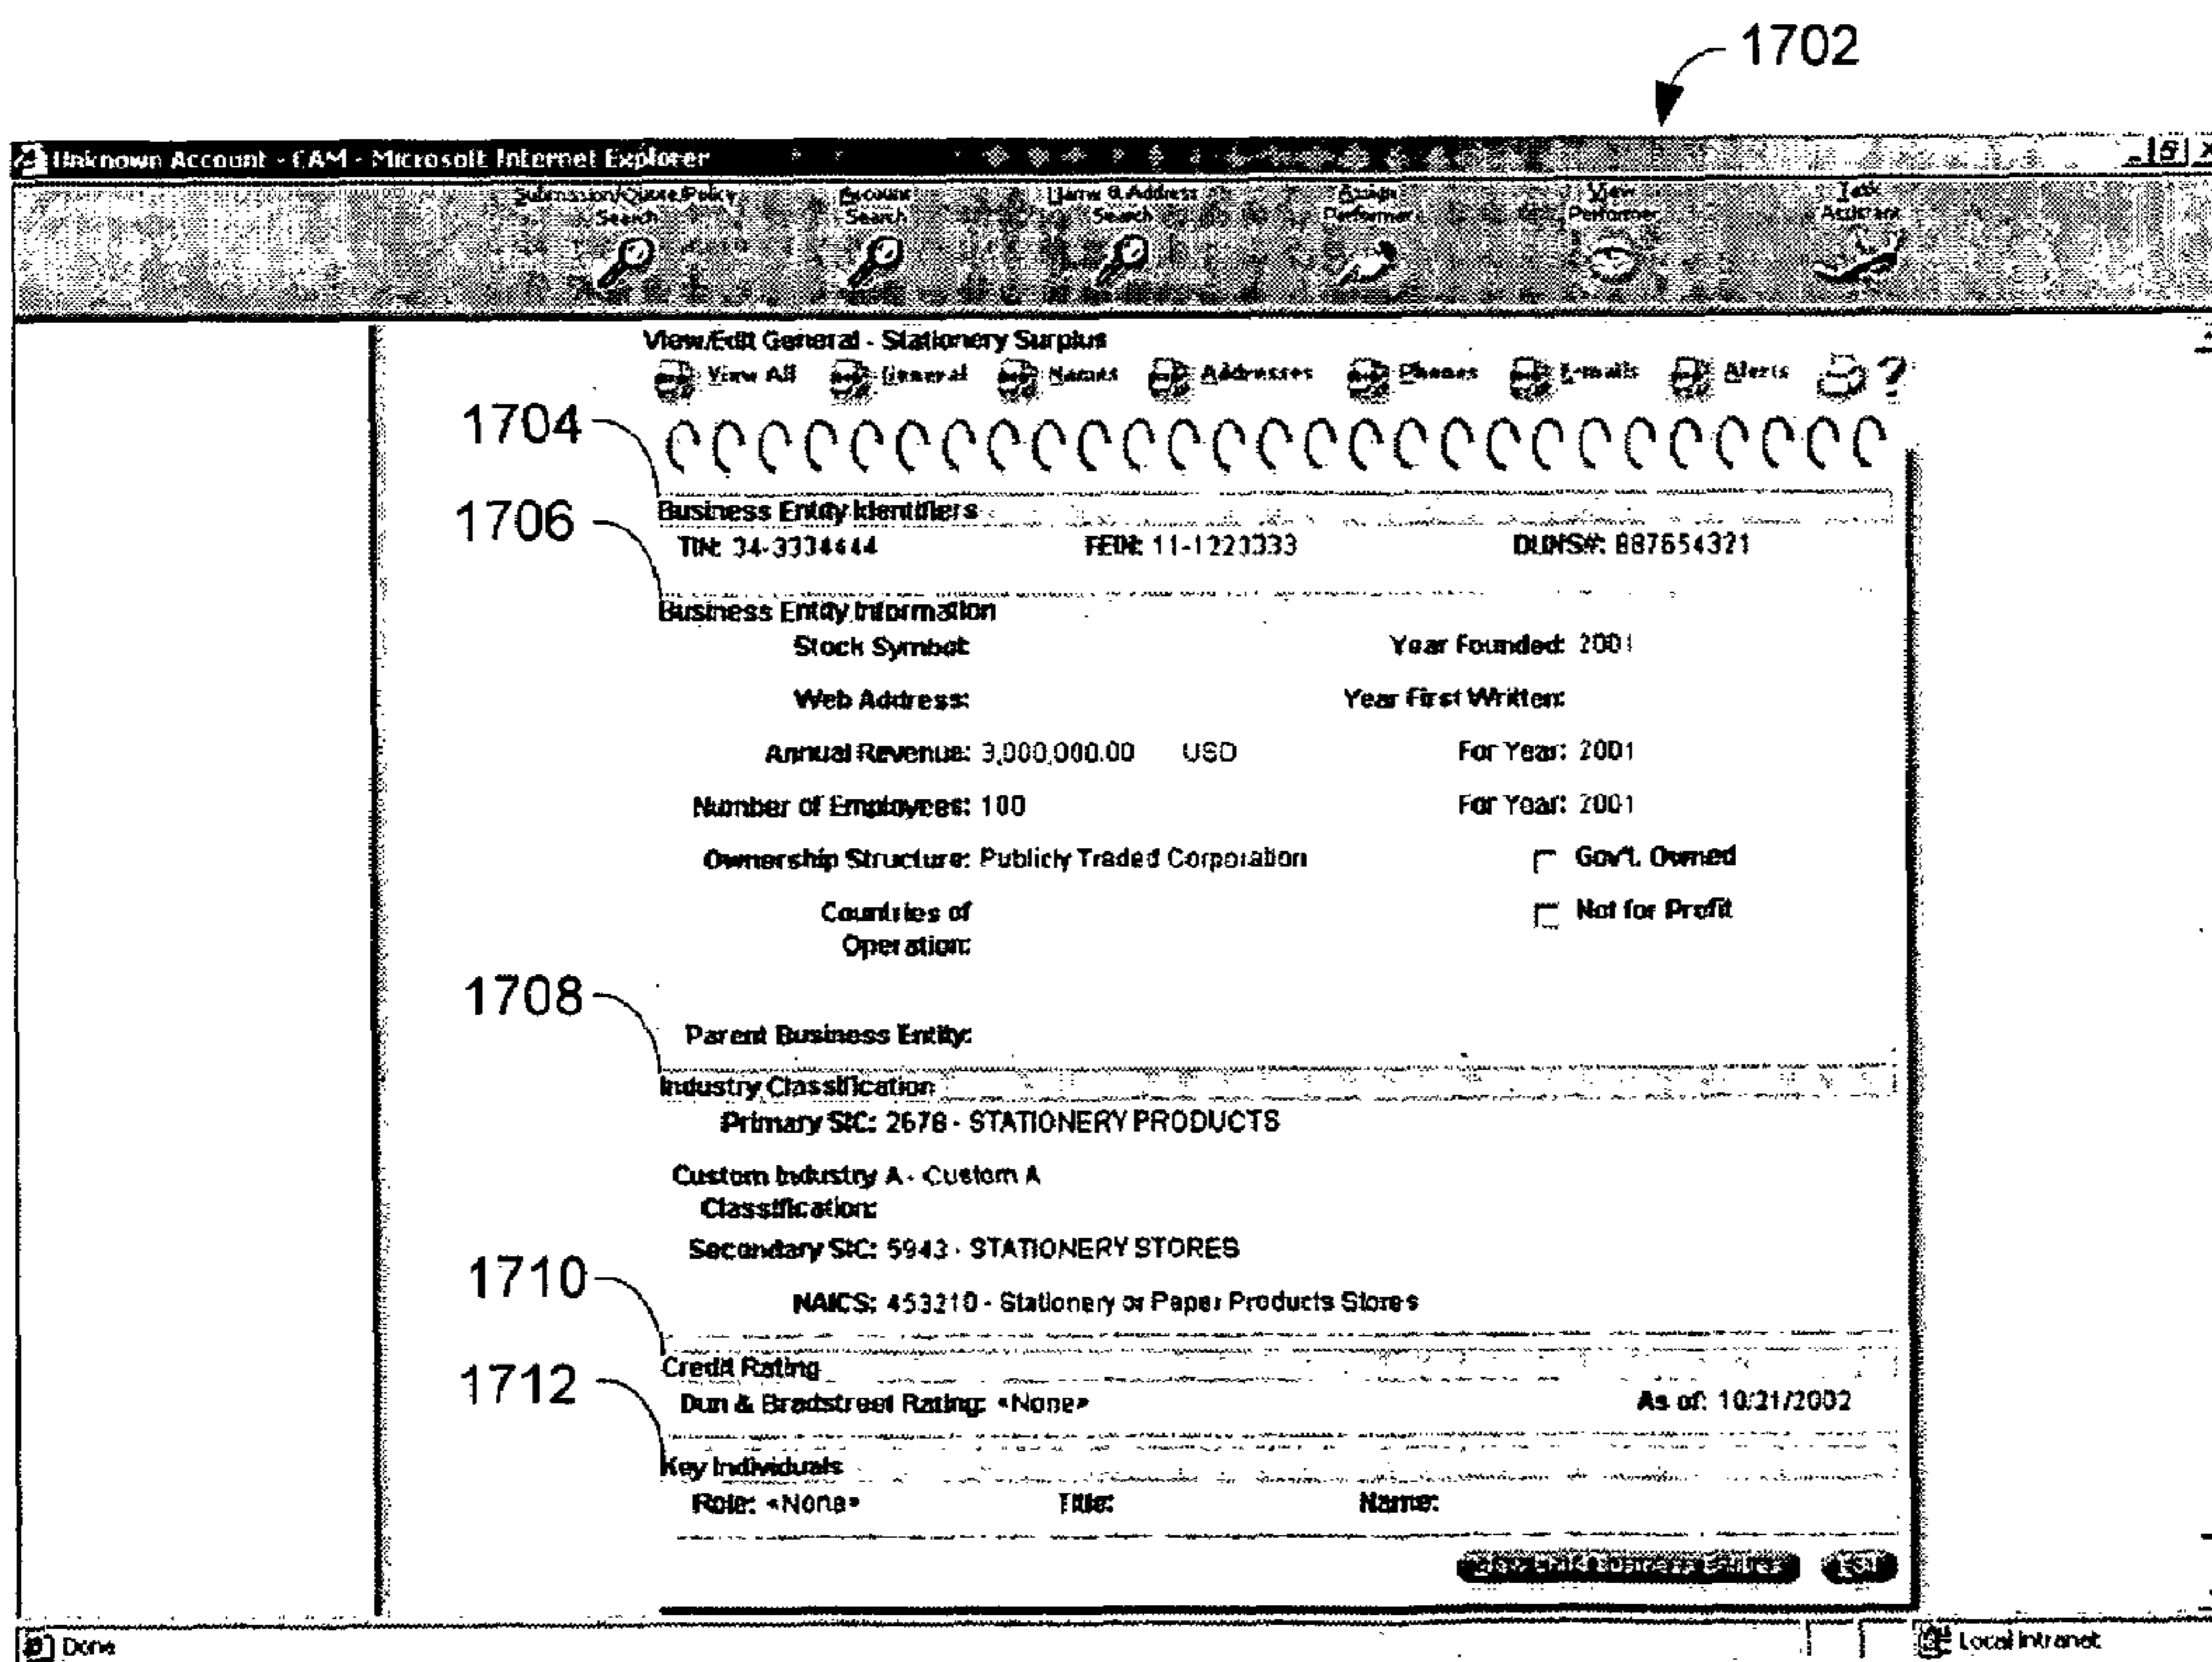 1702
Unknown Account - CAM - Microsoft Internet Explorer
Submission/Quote/Policy Search
Account Search
Name & Address Search
Assign Performer
View Performer
Task Assistant
View/Edit General - Stationery Surplus
View All General Names Addresses Phones E-mails Alerts ?
1704
Business Entity Identifiers
1706
TIN: 34-3334444 FEIN: 11-1223333 DUNS#: 887654321
Business Entity Information
Stock Symbol: Year Founded: 2001
Web Address: Year First Written:
Annual Revenue: 3,000,000.00 USD For Year: 2001
Number of Employees: 100 For Year: 2001
Ownership Structure: Publicly Traded Corporation Gov't. Owned
Countries of Operation: Not for Profit
1708
Parent Business Entity:
Industry Classification
Primary SIC: 2678 - STATIONERY PRODUCTS
Custom Industry A - Custom A
Classification:
Secondary SIC: 5943 - STATIONERY STORES
1710
NAICS: 453210 - Stationery or Paper Products Stores
Credit Rating
1712
Dun & Bradstreet Rating: <None> As of: 10/21/2002
Key Individuals
Role: <None> Title: Name:
View Child Business Entities Edit
Done Local intranet